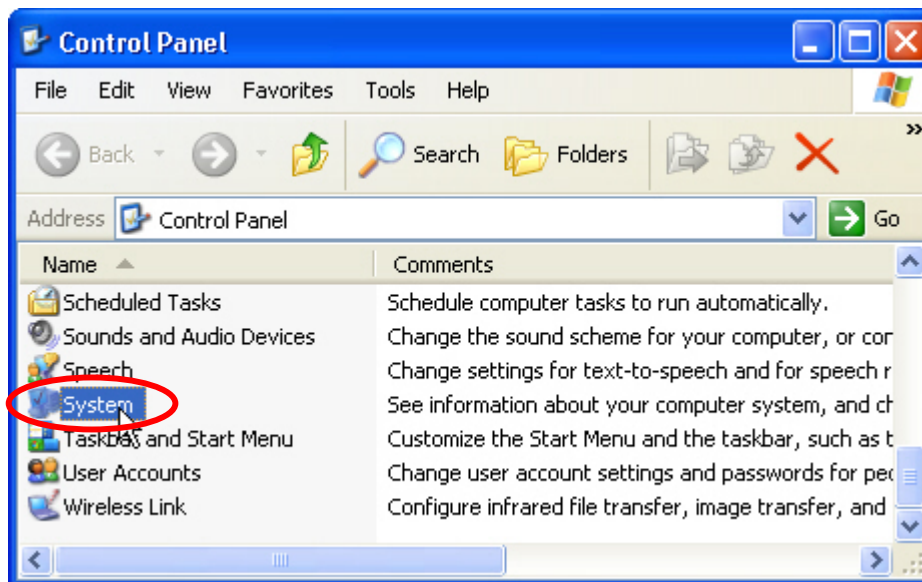 Control Panel
File Edit View Favorites Tools Help
Back Search Folders »
Address Control Panel Go
Name Comments
Scheduled Tasks Schedule computer tasks to run automatically.
Sounds and Audio Devices Change the sound scheme for your computer, or con
Speech Change settings for text-to-speech and for speech r
System See information about your computer system, and ch
Taskbar and Start Menu Customize the Start Menu and the taskbar, such as t
User Accounts Change user account settings and passwords for peo
Wireless Link Configure infrared file transfer, image transfer, and